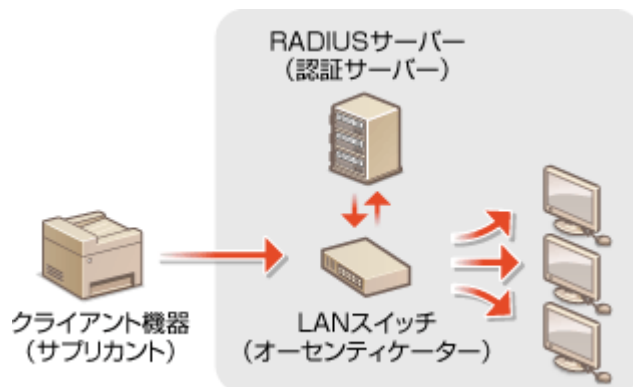 RADIUSサーバー
（認証サーバー）
クライアント機器
（サプリカント）
LANスイッチ
（オーセンティケーター）